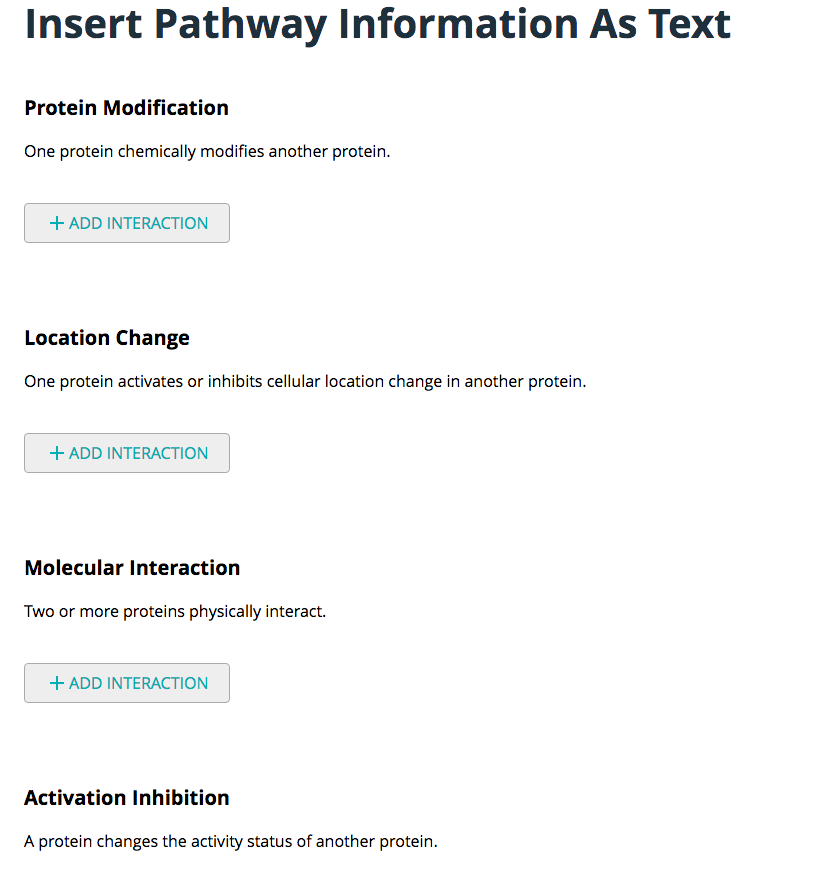 Insert Pathway Information As Text
Protein Modification
One protein chemically modifies another protein.
+ ADD INTERACTION
Location Change
One protein activates or inhibits cellular location change in another protein.
+ ADD INTERACTION
Molecular Interaction
Two or more proteins physically interact.
+ ADD INTERACTION
Activation Inhibition
A protein changes the activity status of another protein.